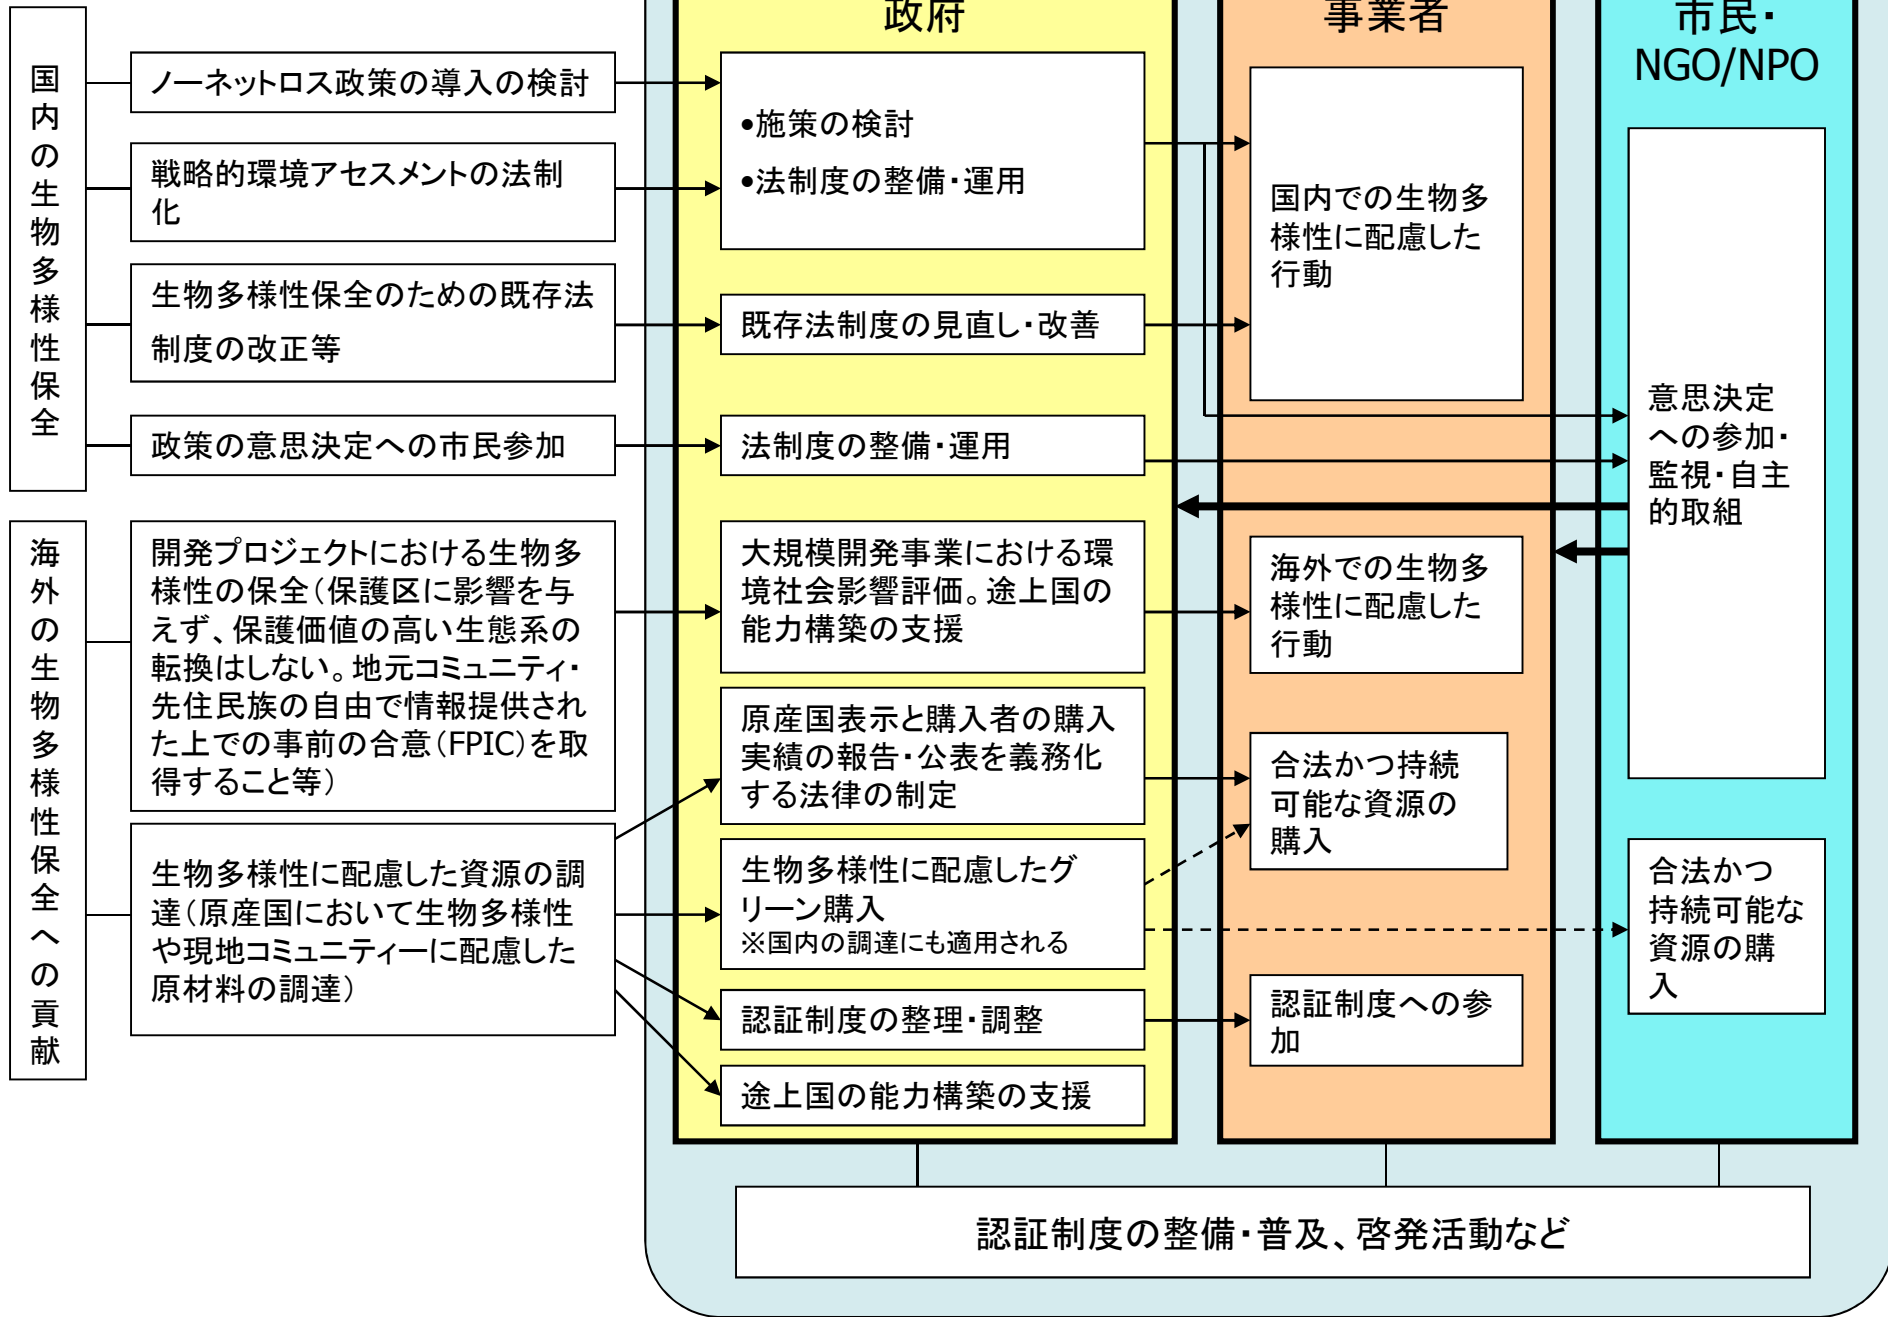 政府
事業者
市民・
NGO/NPO
国内の生物多様性保全
ノーネットロス政策の導入の検討
戦略的環境アセスメントの法制
化
生物多様性保全のための既存法
制度の改正等
政策の意思決定への市民参加
•施策の検討
•法制度の整備・運用
既存法制度の見直し・改善
法制度の整備・運用
国内での生物多
様性に配慮した
行動
意思決定
への参加・
監視・自主
的取組
海外の生物多様性保全への貢献
開発プロジェクトにおける生物多
様性の保全（保護区に影響を与
えず、保護価値の高い生態系の
転換はしない。地元コミュニティ・
先住民族の自由で情報提供され
た上での事前の合意（FPIC）を取
得すること等）
生物多様性に配慮した資源の調
達（原産国において生物多様性
や現地コミュニティーに配慮した
原材料の調達）
大規模開発事業における環
境社会影響評価。途上国の
能力構築の支援
原産国表示と購入者の購入
実績の報告・公表を義務化
する法律の制定
生物多様性に配慮したグ
リーン購入
※国内の調達にも適用される
認証制度の整理・調整
途上国の能力構築の支援
海外での生物多
様性に配慮した
行動
合法かつ持続
可能な資源の
購入
認証制度への参
加
合法かつ
持続可能な
資源の購
入
認証制度の整備・普及、啓発活動など